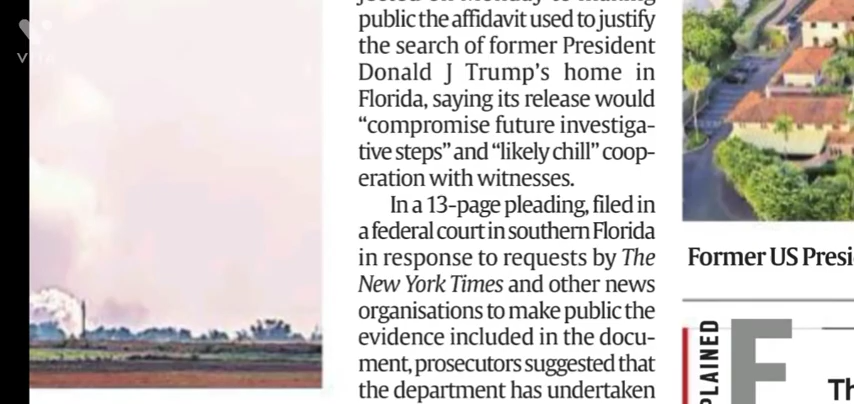 VITA
public the affidavit used to justify
the search of former President
Donald J Trump's home in
Florida, saying its release would
“compromise future investiga-
tive steps” and “likely chill” coop-
eration with witnesses.
In a 13-page pleading, filed in
a federal court in southern Florida
in response to requests by The
New York Times and other news
organisations to make public the
evidence included in the docu-
ment, prosecutors suggested that
the department has undertaken
Former US Presi
PLAINED
F
Th